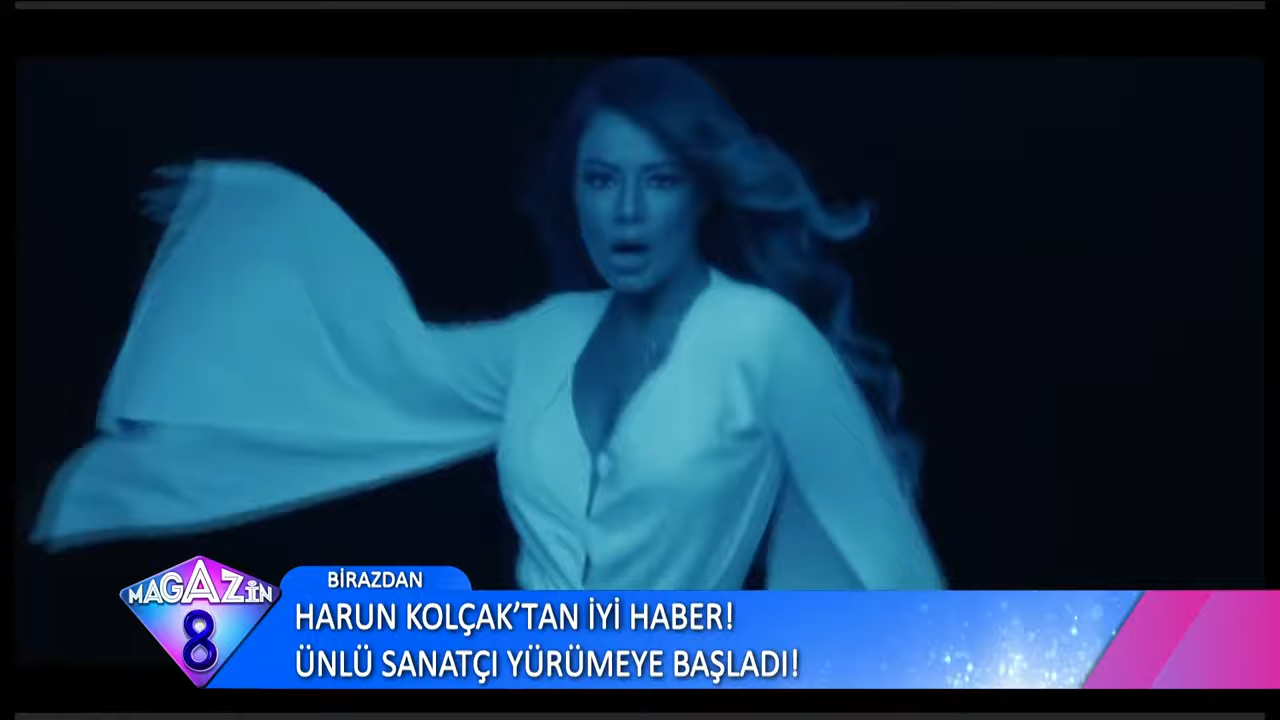 BİRAZDAN
MAGAZİN
8
HARUN KOLÇAK'TAN İYİ HABER!
ÜNLÜ SANATÇI YÜRÜMEYE BAŞLADI!